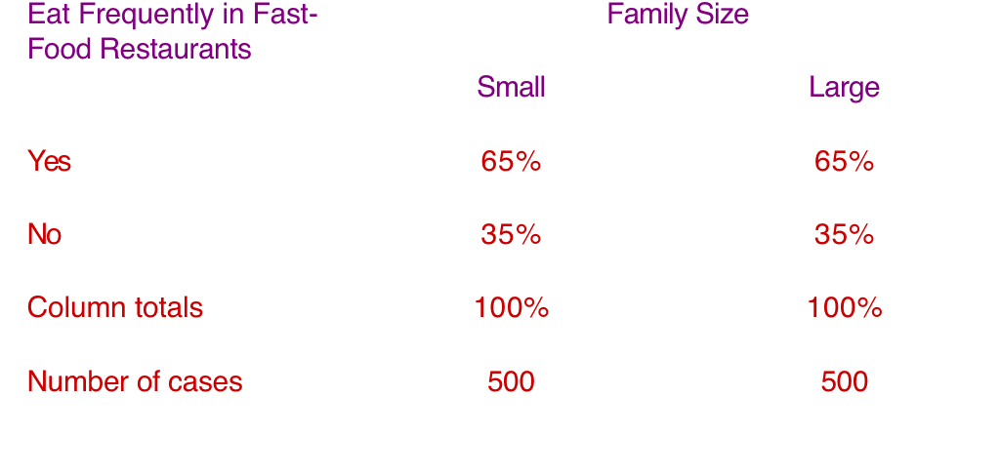 Eat Frequently in Fast-
Food Restaurants
Family Size
Small Large
Yes 65% 65%
No 35% 35%
Column totals 100% 100%
Number of cases 500 500